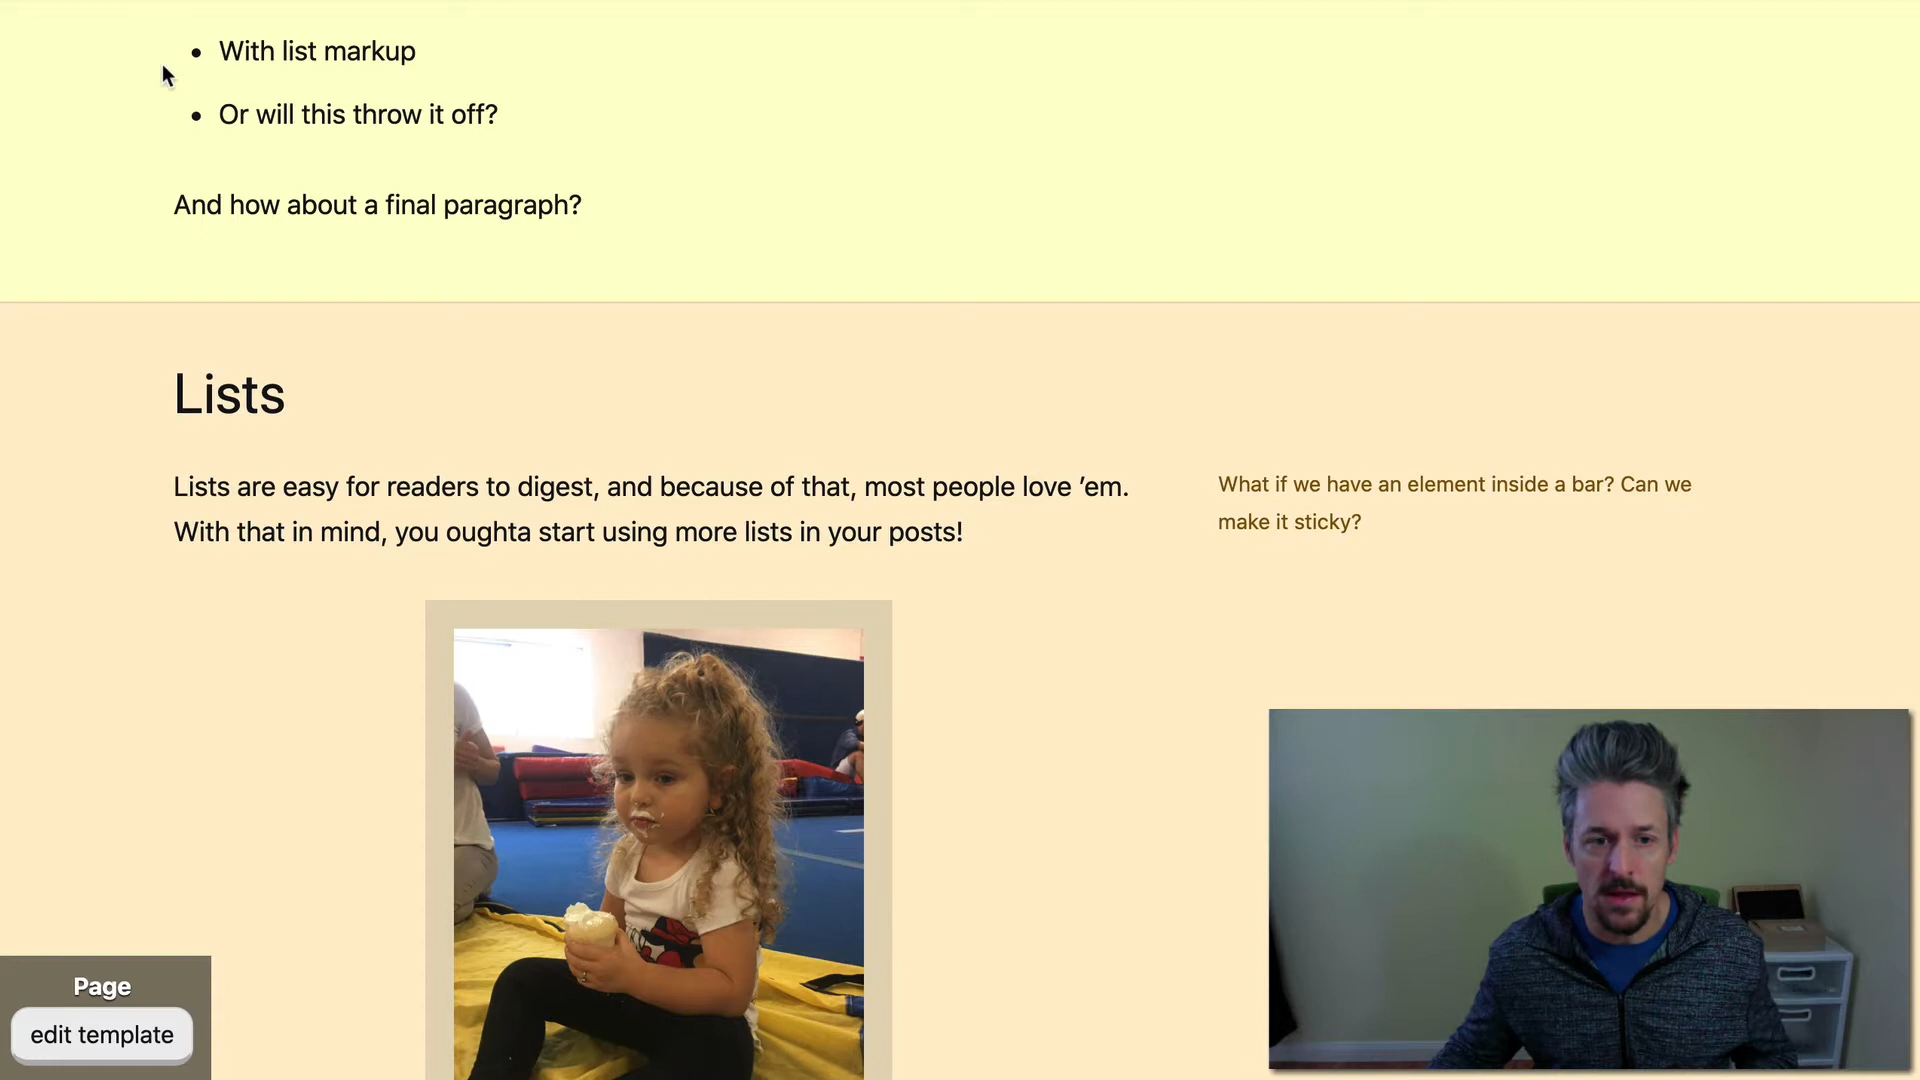 With list markup
Or will this throw it off?
And how about a final paragraph?
Lists
Lists are easy for readers to digest, and because of that, most people love ’em.
With that in mind, you oughta start using more lists in your posts!
What if we have an element inside a bar? Can we
make it sticky?
Page
edit template